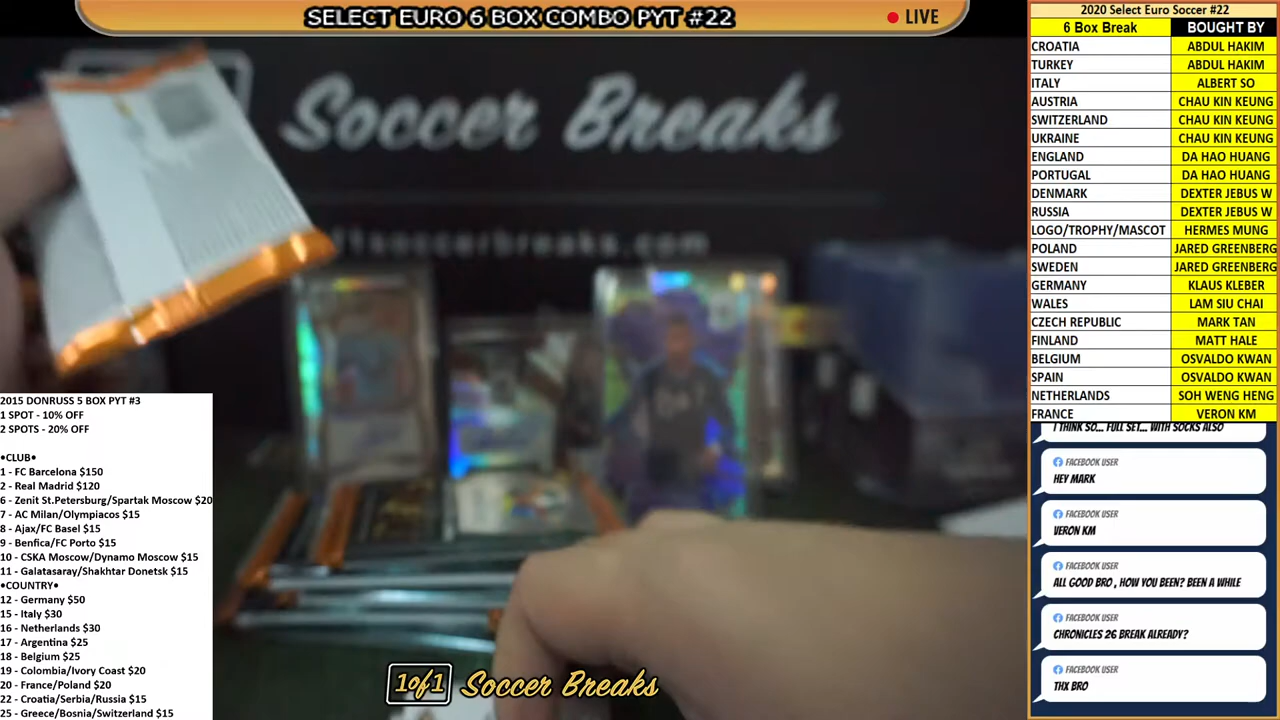 SELECT EURO 6 BOX COMBO PYT #22
LIVE
Soccer Breaks
soccerbreaks.com
2020 Select Euro Soccer #22
6 Box Break BOUGHT BY
CROATIA ABDUL HAKIM
TURKEY ABDUL HAKIM
ITALY ALBERT SO
AUSTRIA CHAU KIN KEUNG
SWITZERLAND CHAU KIN KEUNG
UKRAINE CHAU KIN KEUNG
ENGLAND DA HAO HUANG
PORTUGAL DA HAO HUANG
DENMARK DEXTER JEBUS W
RUSSIA DEXTER JEBUS W
LOGO/TROPHY/MASCOT HERMES MUNG
POLAND JARED GREENBERG
SWEDEN JARED GREENBERG
GERMANY KLAUS KLEBER
WALES LAM SIU CHAI
CZECH REPUBLIC MARK TAN
FINLAND MATT HALE
BELGIUM OSVALDO KWAN
SPAIN OSVALDO KWAN
NETHERLANDS SOH WENG HENG
FRANCE VERON KM
I THINK SO... FULL SET... WITH SOCKS ALSO
FACEBOOK USER
HEY MARK
FACEBOOK USER
VERON KM
FACEBOOK USER
ALL GOOD BRO , HOW YOU BEEN? BEEN A WHILE
FACEBOOK USER
CHRONICLES 26 BREAK ALREADY?
FACEBOOK USER
THX BRO
2015 DONRUSS 5 BOX PYT #3
1 SPOT - 10% OFF
2 SPOTS - 20% OFF
•CLUB•
1 - FC Barcelona $150
2 - Real Madrid $120
6 - Zenit St.Petersburg/Spartak Moscow $20
7 - AC Milan/Olympiacos $15
8 - Ajax/FC Basel $15
9 - Benfica/FC Porto $15
10 - CSKA Moscow/Dynamo Moscow $15
11 - Galatasaray/Shakhtar Donetsk $15
•COUNTRY•
12 - Germany $50
15 - Italy $30
16 - Netherlands $30
17 - Argentina $25
18 - Belgium $25
19 - Colombia/Ivory Coast $20
20 - France/Poland $20
22 - Croatia/Serbia/Russia $15
25 - Greece/Bosnia/Switzerland $15
1of1 Soccer Breaks